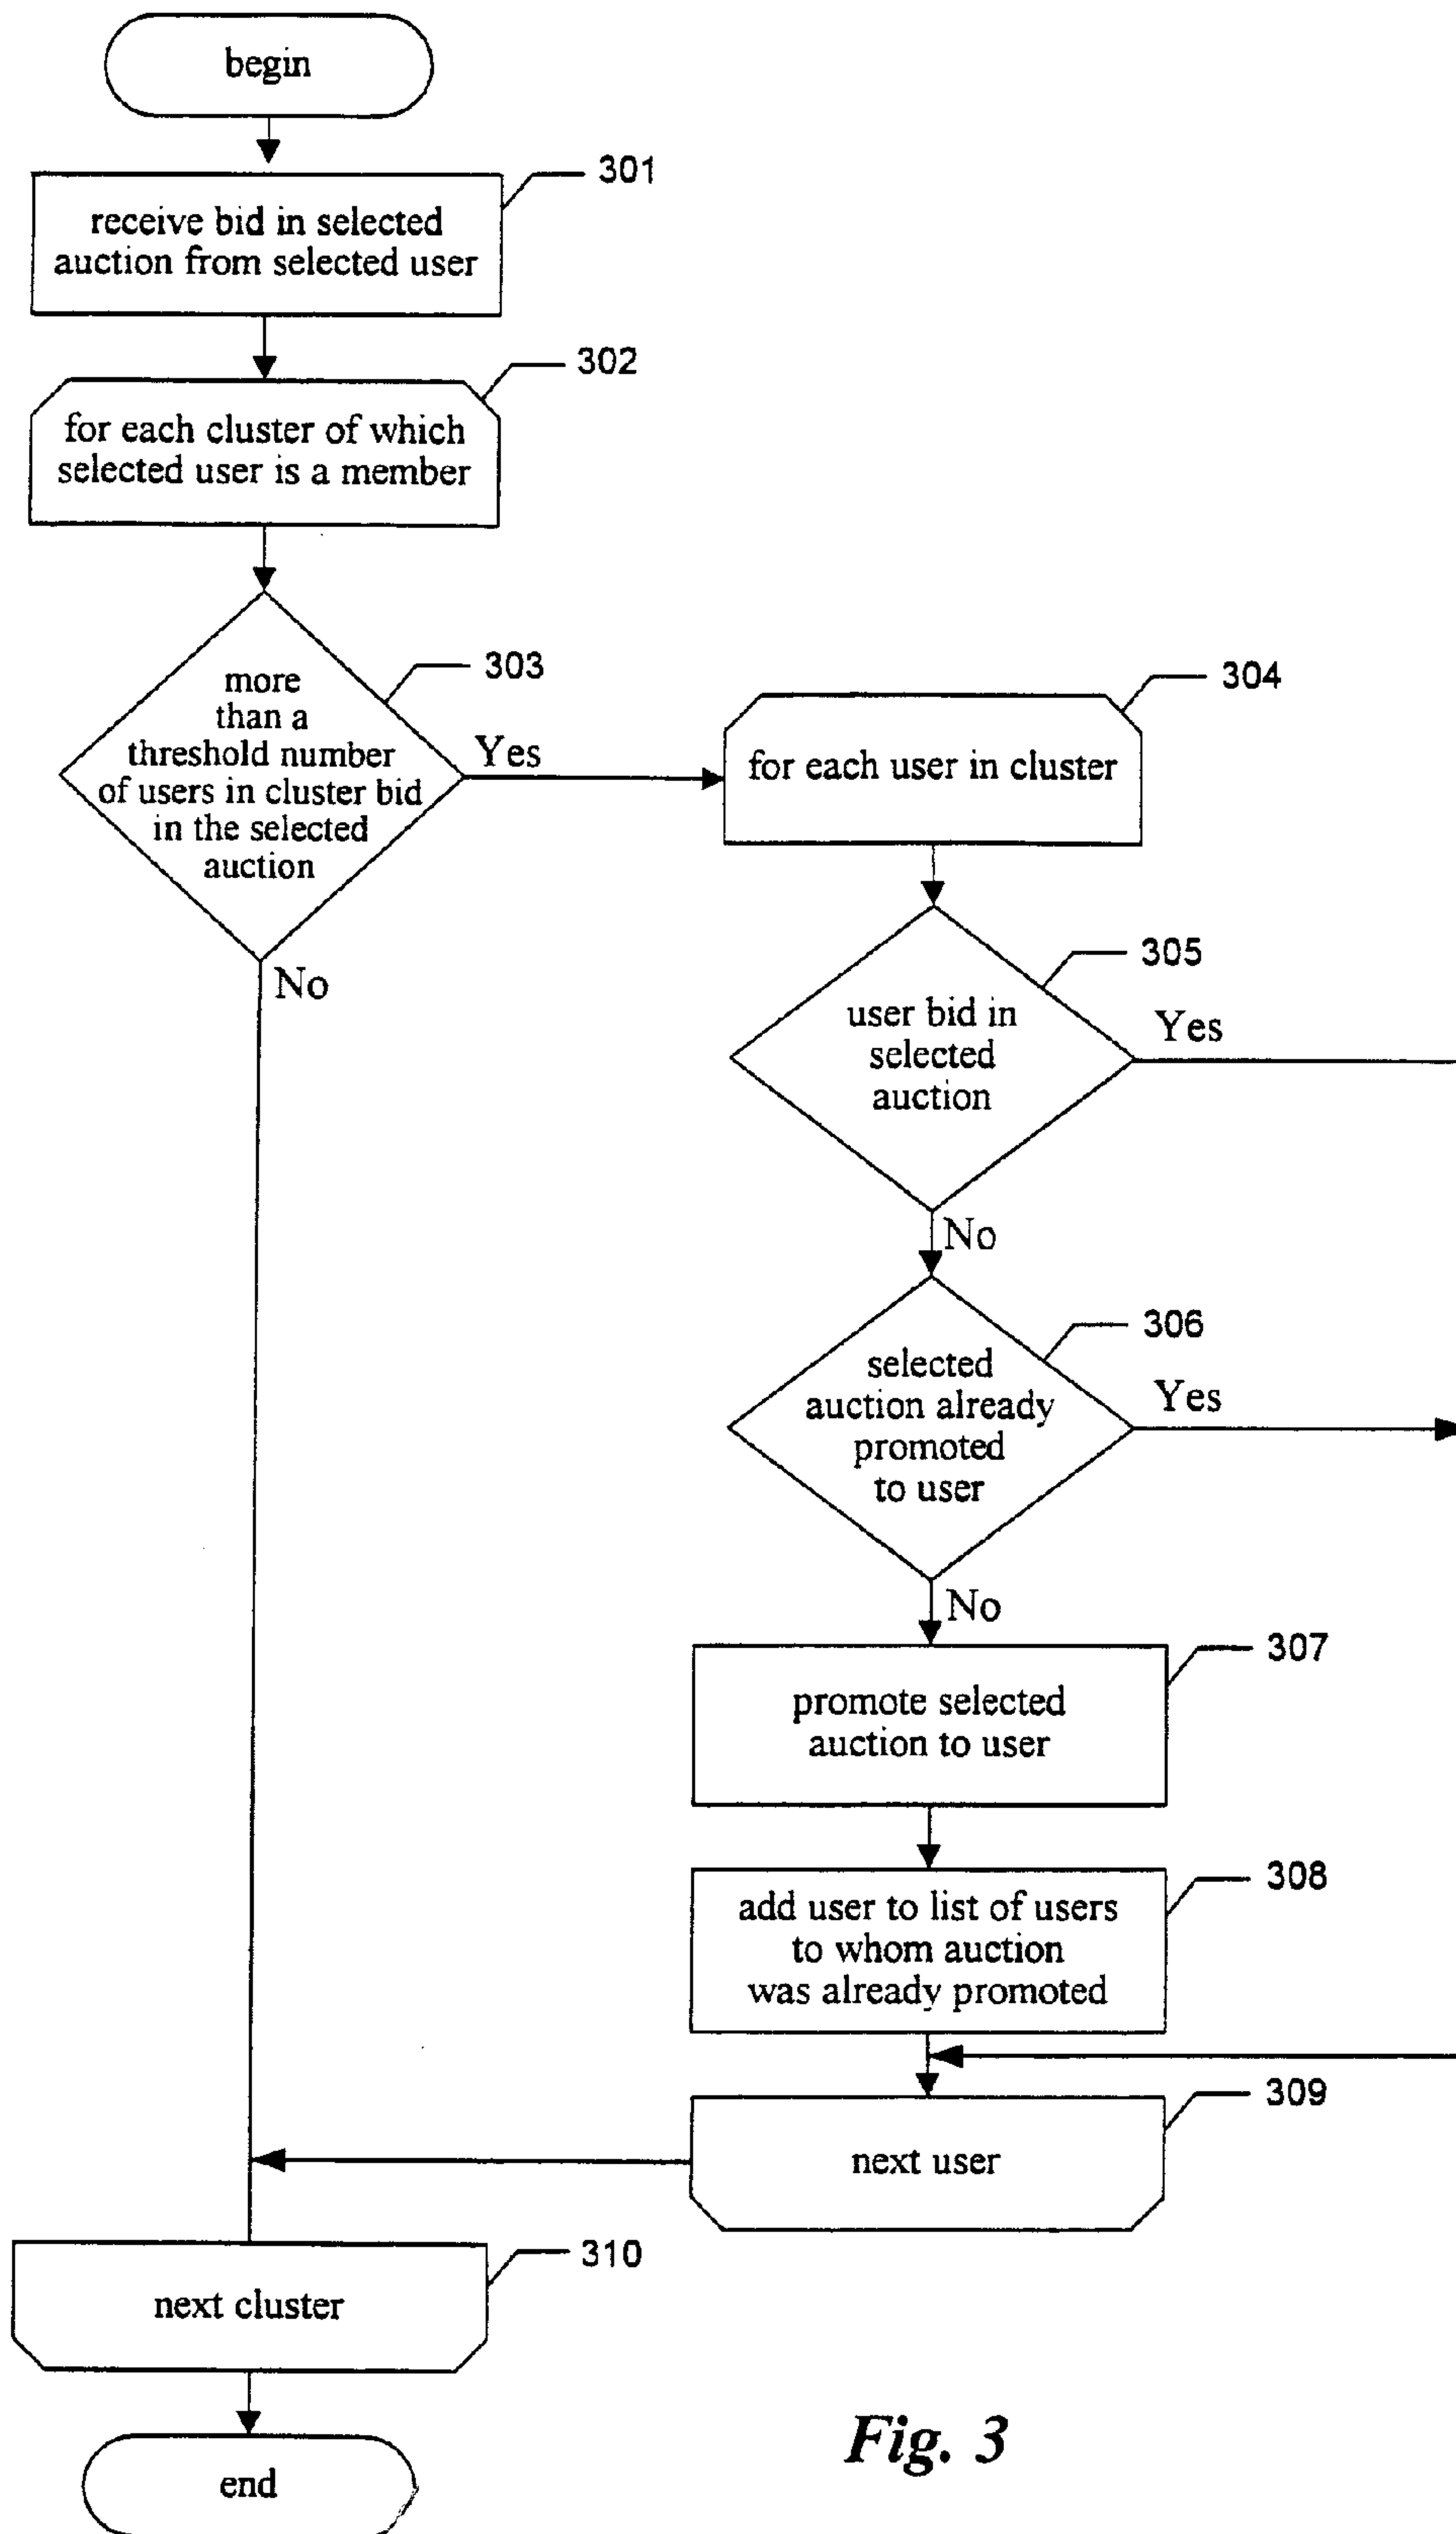 begin
301
receive bid in selected
auction from selected user
302
for each cluster of which
selected user is a member
303
more
than a
threshold number
of users in cluster bid
in the selected
auction
Yes
No
304
for each user in cluster
305
user bid in
selected
auction
Yes
No
306
selected
auction already
promoted
to user
Yes
No
307
promote selected
auction to user
308
add user to list of users
to whom auction
was already promoted
309
next user
310
next cluster
end
Fig. 3